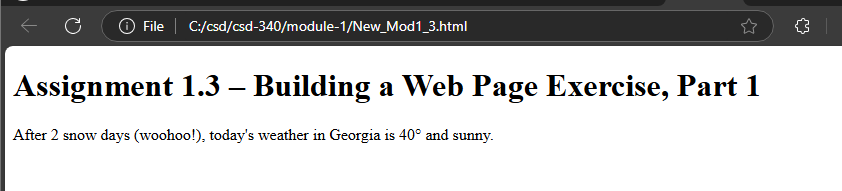 File
C:/csd/csd-340/module-1/New_Mod1_3.html
Assignment 1.3 – Building a Web Page Exercise, Part 1
After 2 snow days (woohoo!), today's weather in Georgia is 40° and sunny.